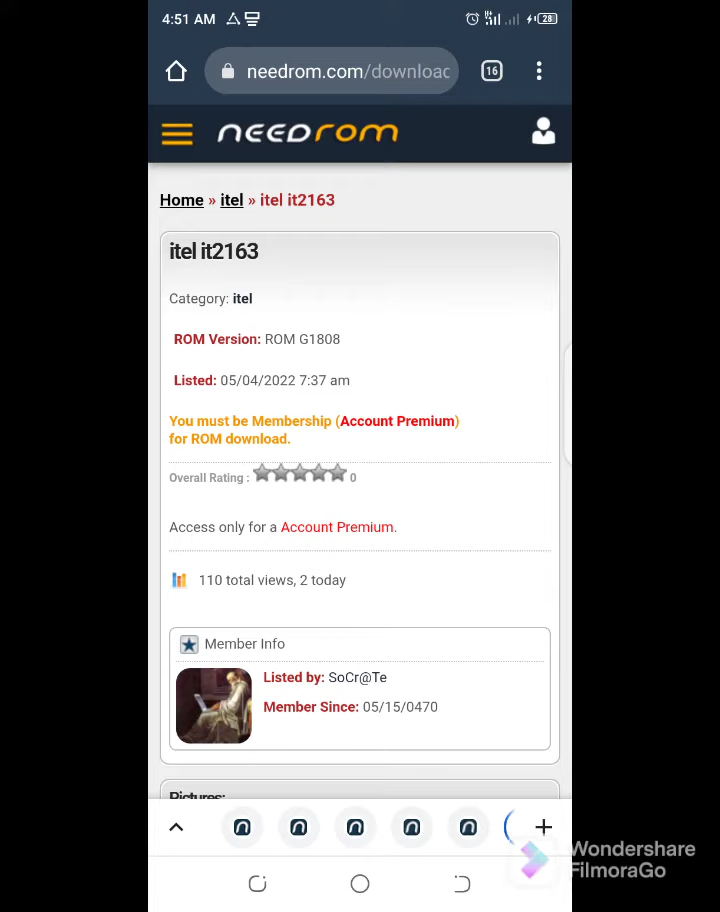 4:51 AM 28
needrom.com/downloac 16
NEEDROM
Home » itel » itel it2163
itel it2163
Category: itel
ROM Version: ROM G1808
Listed: 05/04/2022 7:37 am
You must be Membership (Account Premium)
for ROM download.
Overall Rating : 0
Access only for a Account Premium.
110 total views, 2 today
Member Info
Listed by: SoCr@Te
Member Since: 05/15/0470
Pictures:
Wondershare
FilmoraGo